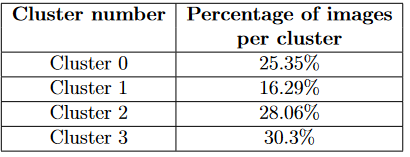 Cluster number Percentage of images
per cluster
Cluster 0 25.35%
Cluster 1 16.29%
Cluster 2 28.06%
Cluster 3 30.3%